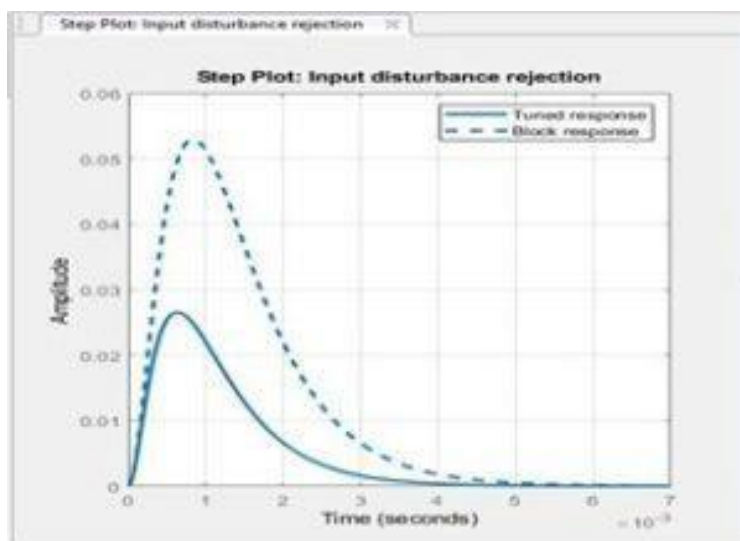 Step Plot: Input disturbance rejection
Step Plot: Input disturbance rejection
Tuned response
Block response
Amplitude
0.06
0.05
0.04
0.03
0.02
0.01
0
0 1 2 3 4 5 6 7
Time (seconds)
× 10⁻³